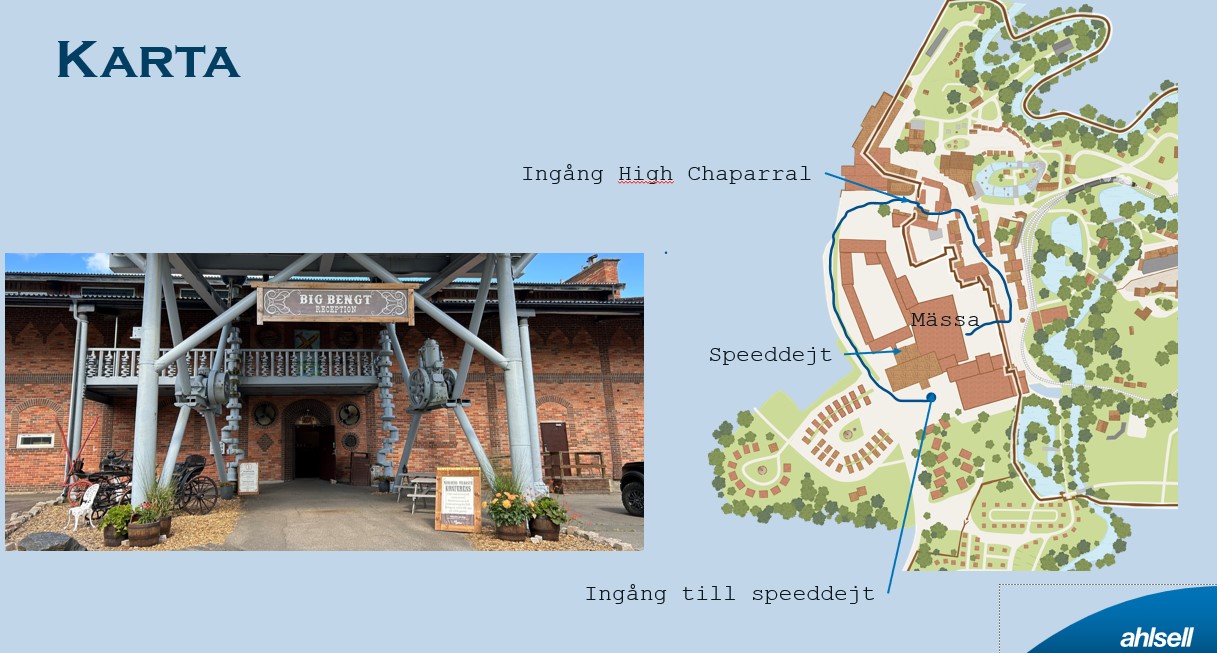 KARTA
Ingång High Chaparral
BIG BENGT
RECEPTION
Mässa
Speeddejt
Ingång till speeddejt
ahlsell